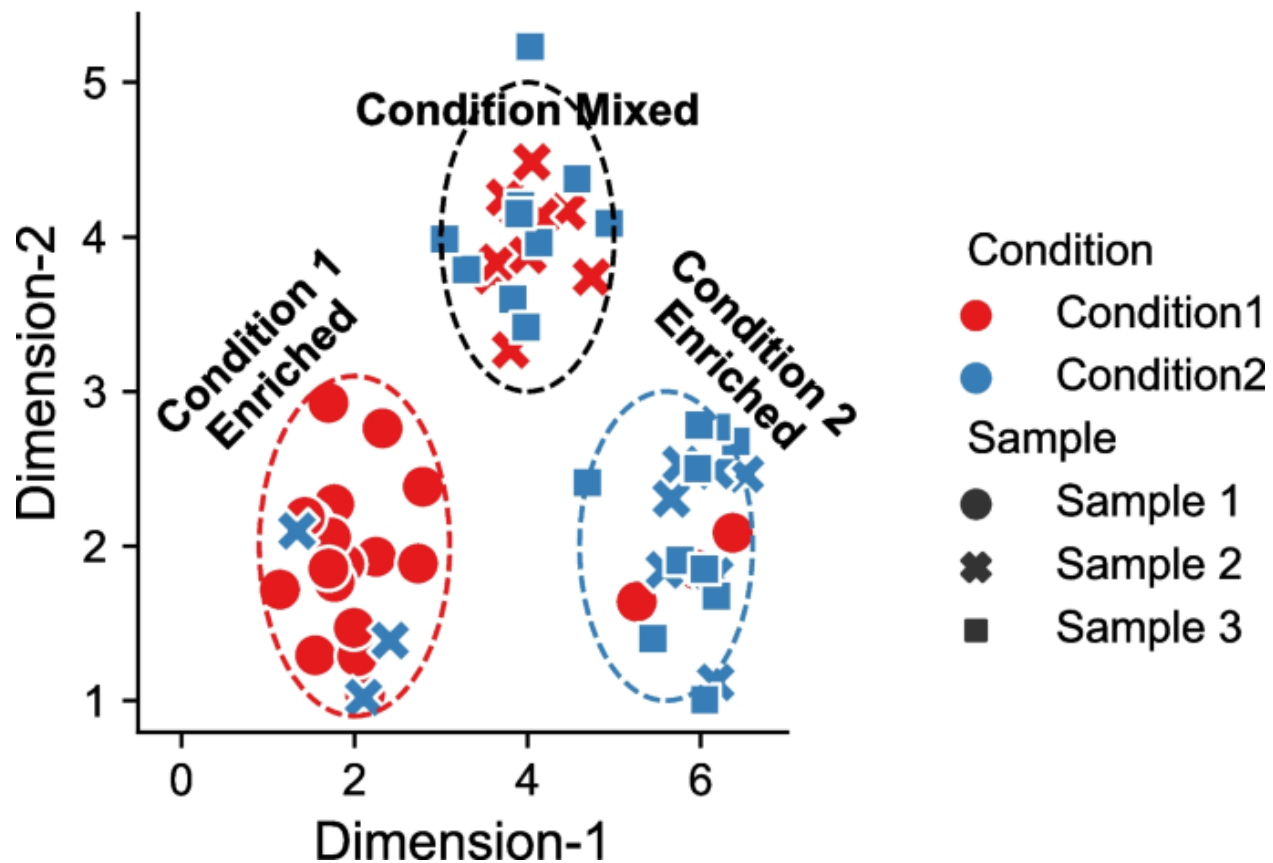 5
4
3
2
1
0
2
4
6
Dimension-2
Dimension-1
Condition Mixed
Condition 1
Enriched
Condition 2
Enriched
Condition
Condition1
Condition2
Sample
Sample 1
Sample 2
Sample 3